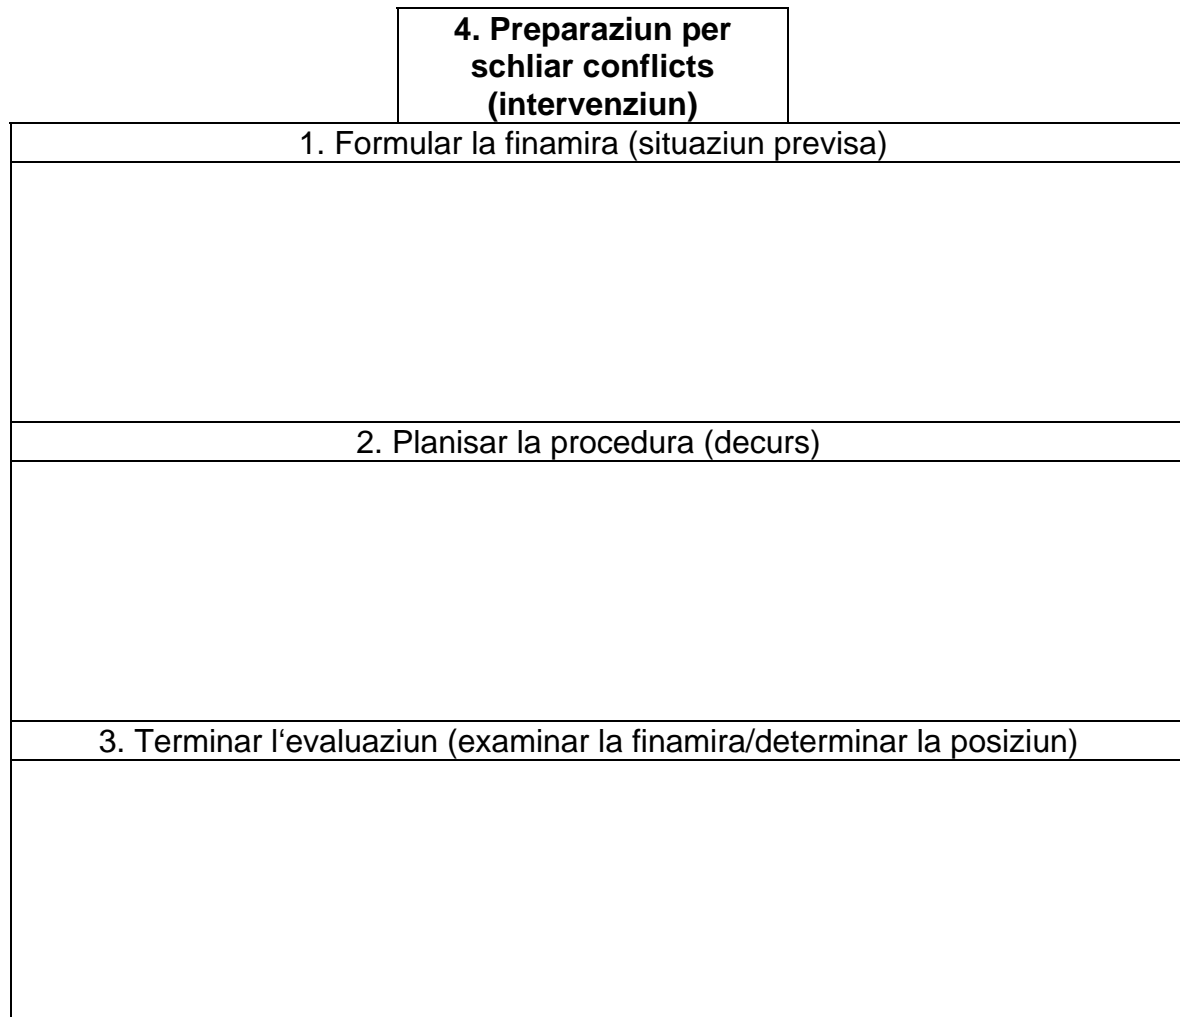 4. Preparaziun per
schliar conflicts
(intervenziun)
1. Formular la finamira (situaziun previsa)
2. Planisar la procedura (decurs)
3. Terminar l‘evaluaziun (examinar la finamira/determinar la posiziun)